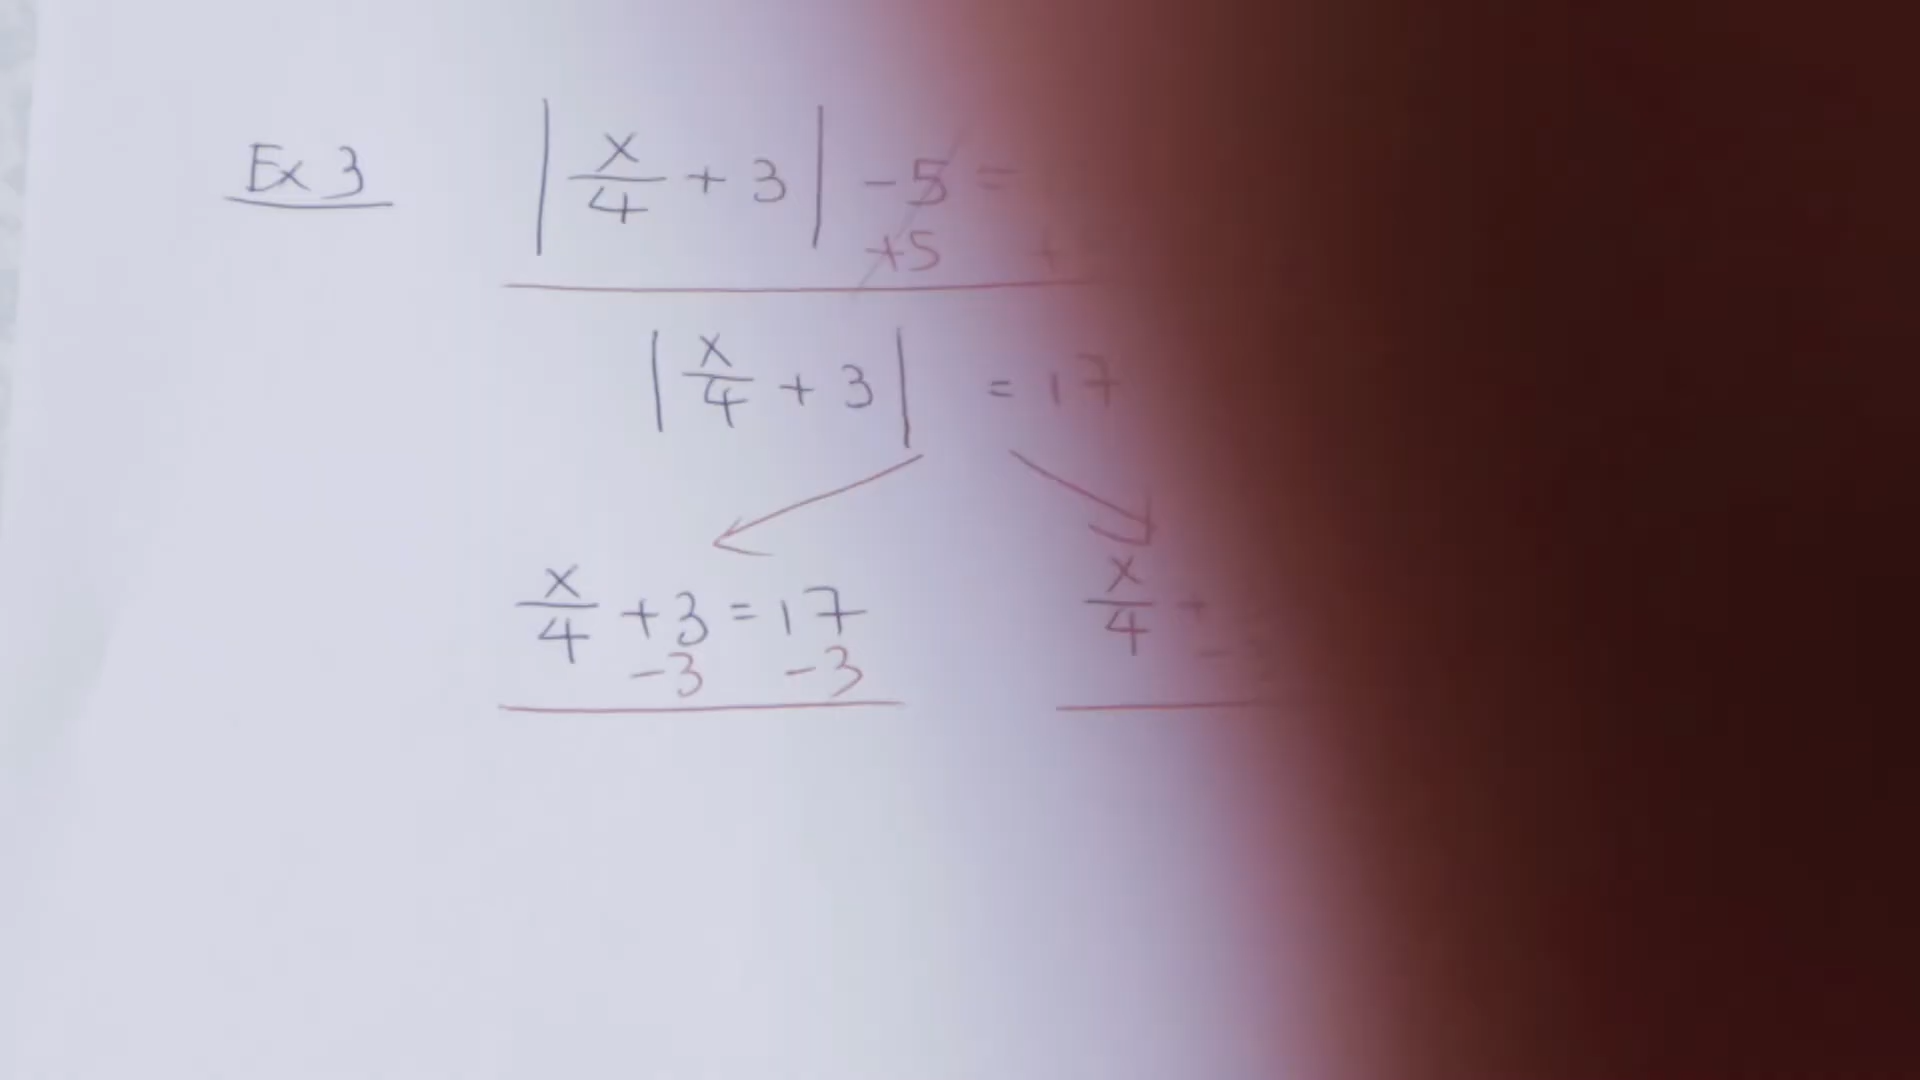 Ex 3 |x/4 + 3| - 5 =
+5 +
|x/4 + 3| = 17
x/4 + 3 = 17 x/4 +
-3 -3 -